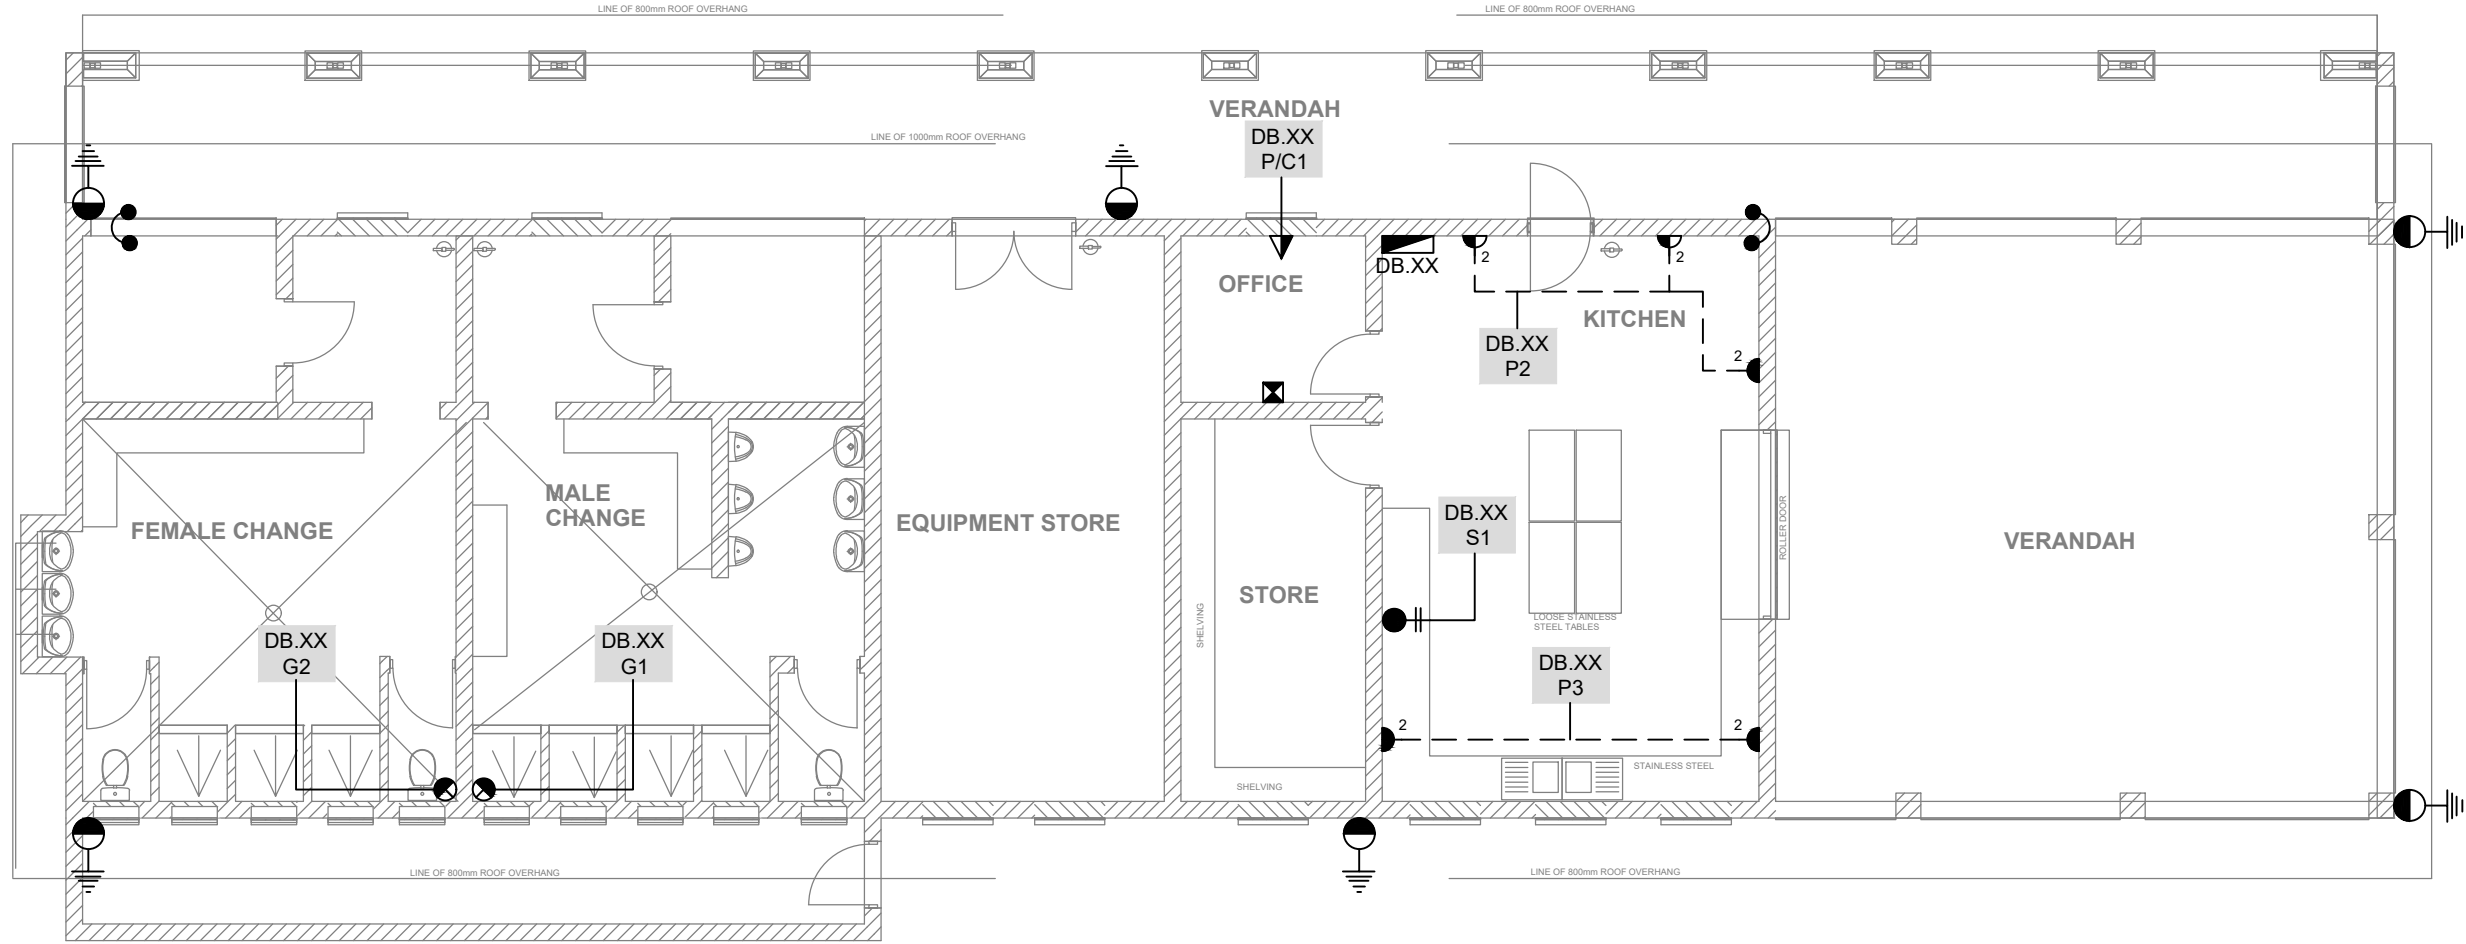 LINE OF 800mm ROOF OVERHANG
LINE OF 800mm ROOF OVERHANG
VERANDAH
LINE OF 1000mm ROOF OVERHANG
DB.XX
P/C1
DB.XX
2
2
OFFICE
KITCHEN
DB.XX
P2
2
MALE
CHANGE
FEMALE CHANGE
EQUIPMENT STORE
DB.XX
S1
ROLLER DOOR
VERANDAH
STORE
SHELVING
LOOSE STAINLESS
STEEL TABLES
DB.XX
G2
DB.XX
G1
DB.XX
P3
2
2
STAINLESS STEEL
SHELVING
LINE OF 800mm ROOF OVERHANG
LINE OF 800mm ROOF OVERHANG